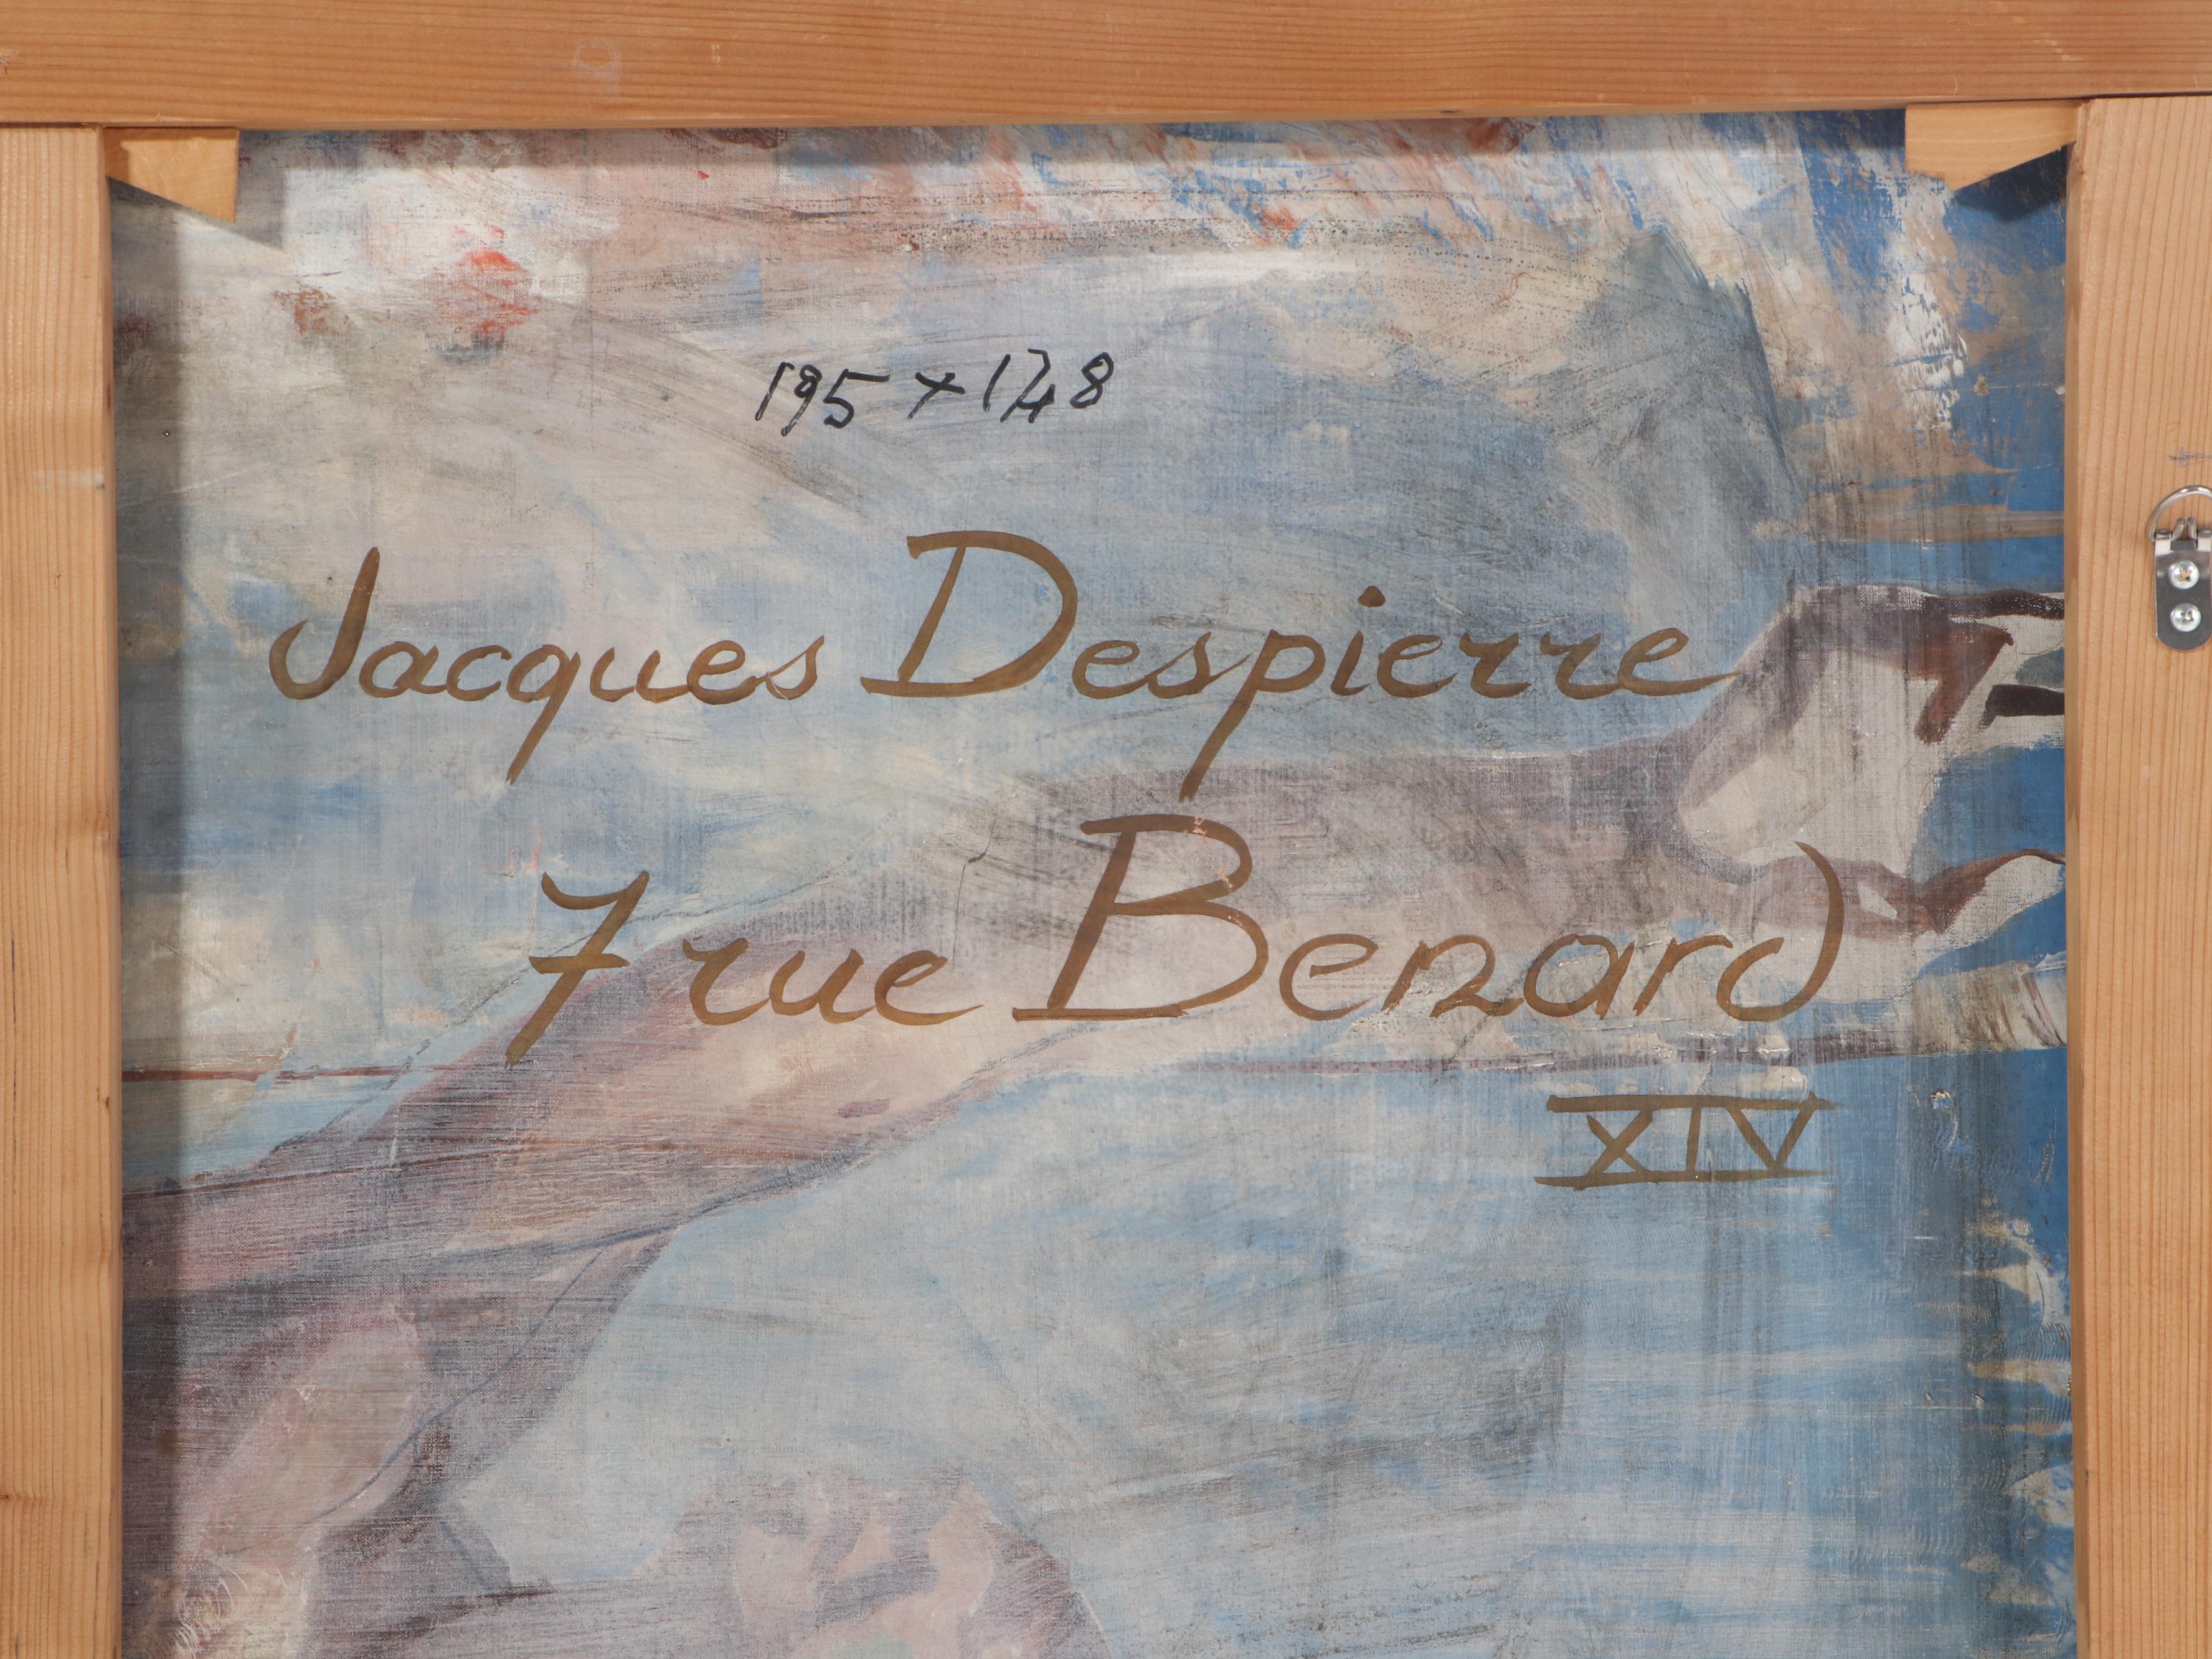 195 x 148
Jacques Despierre
7 rue Benard
XIV